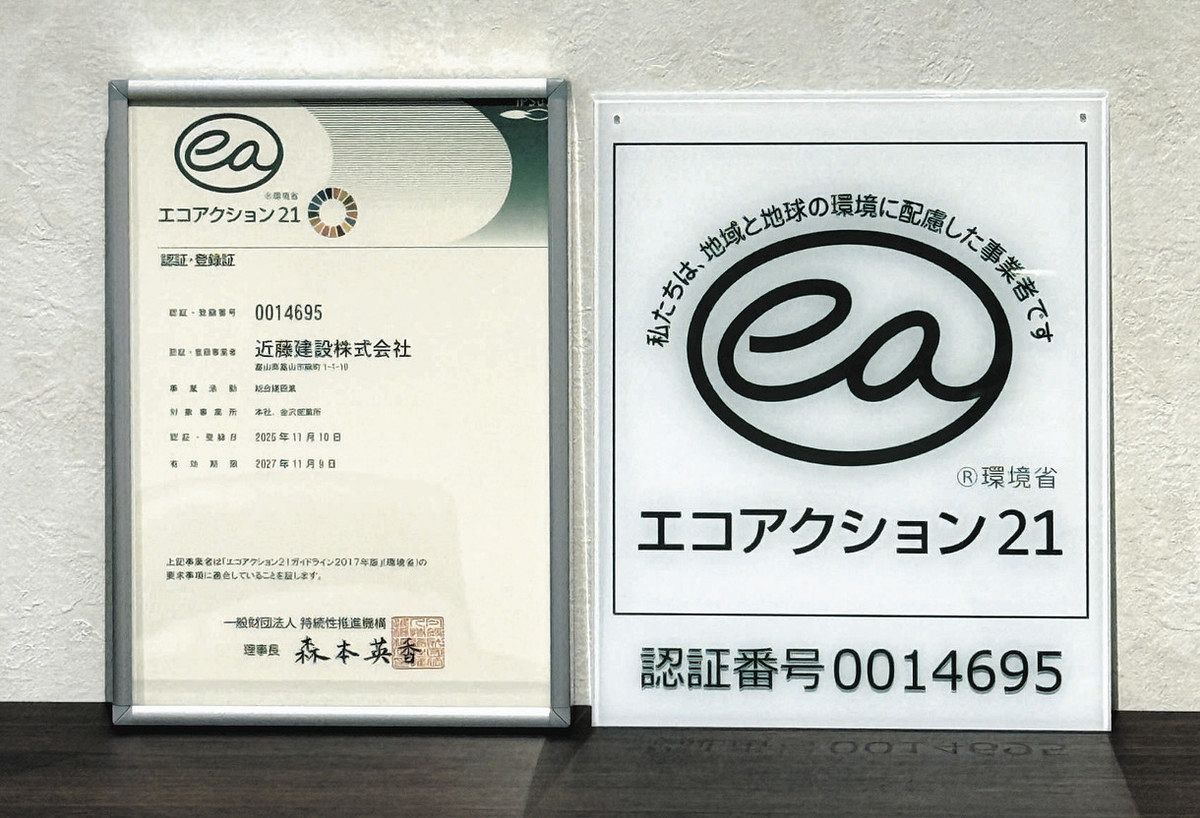 ea
®環境省
エコアクション21
認証・登録証
認証・登録番号 0014695
認証・登録事業者 近藤建設株式会社
事業活動 総合建設業
対象事業所 本社、金沢営業所
認証・登録日 2025年11月10日
有効期限 2027年11月9日
上記事業者は「エコアクション21ガイドライン2017年版」(環境省)の
要求事項に適合していることを証します。
一般財団法人 持続性推進機構
理事長 森本英香
私たちは、地域と地球の環境に配慮した事業者です
ea
®環境省
エコアクション21
認証番号0014695